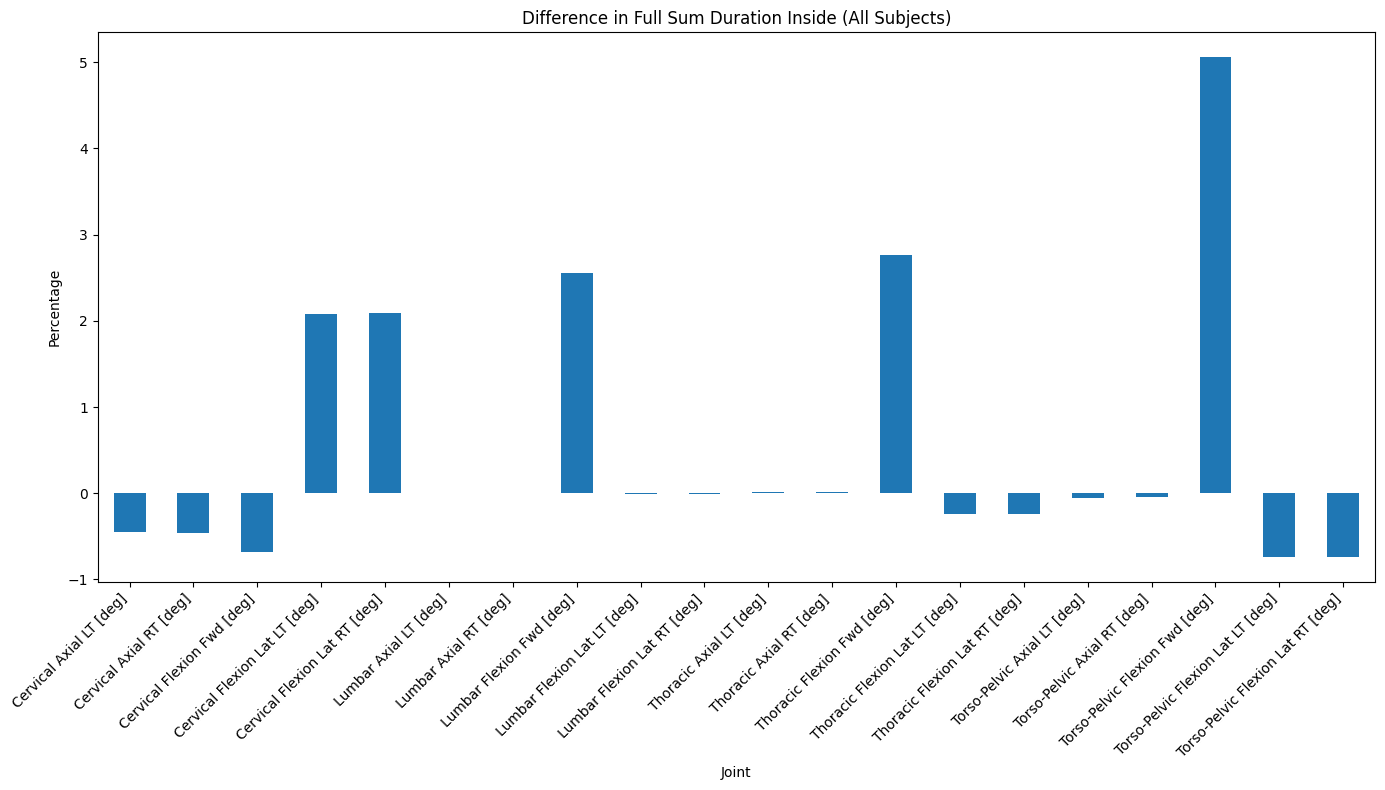 Difference in Full Sum Duration Inside (All Subjects)
Percentage
5
4
3
2
1
0
−1
Cervical Axial LT [deg]
Cervical Axial RT [deg]
Cervical Flexion Fwd [deg]
Cervical Flexion Lat LT [deg]
Cervical Flexion Lat RT [deg]
Lumbar Axial LT [deg]
Lumbar Axial RT [deg]
Lumbar Flexion Fwd [deg]
Lumbar Flexion Lat LT [deg]
Lumbar Flexion Lat RT [deg]
Thoracic Axial LT [deg]
Thoracic Axial RT [deg]
Thoracic Flexion Fwd [deg]
Thoracic Flexion Lat LT [deg]
Thoracic Flexion Lat RT [deg]
Torso-Pelvic Axial LT [deg]
Torso-Pelvic Axial RT [deg]
Torso-Pelvic Flexion Fwd [deg]
Torso-Pelvic Flexion Lat LT [deg]
Torso-Pelvic Flexion Lat RT [deg]
Joint